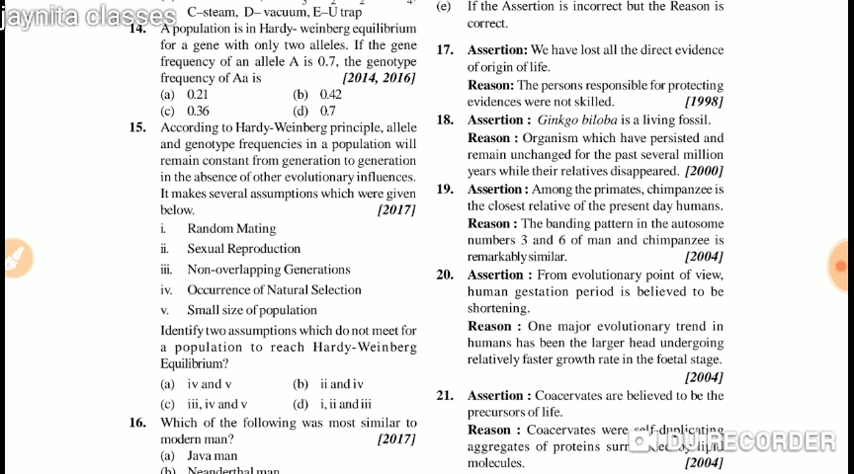 jaynita classes
C–steam, D– vacuum, E–U trap
14. A population is in Hardy- weinberg equilibrium
for a gene with only two alleles. If the gene
frequency of an allele A is 0.7, the genotype
frequency of Aa is [2014, 2016]
(a) 0.21 (b) 0.42
(c) 0.36 (d) 0.7
15. According to Hardy-Weinberg principle, allele
and genotype frequencies in a population will
remain constant from generation to generation
in the absence of other evolutionary influences.
It makes several assumptions which were given
below. [2017]
i. Random Mating
ii. Sexual Reproduction
iii. Non-overlapping Generations
iv. Occurrence of Natural Selection
v. Small size of population
Identify two assumptions which do not meet for
a population to reach Hardy-Weinberg
Equilibrium?
(a) iv and v (b) ii and iv
(c) iii, iv and v (d) i, ii and iii
16. Which of the following was most similar to
modern man? [2017]
(a) Java man
(b) Neanderthal man
(e) If the Assertion is incorrect but the Reason is
correct.
17. Assertion: We have lost all the direct evidence
of origin of life.
Reason: The persons responsible for protecting
evidences were not skilled. [1998]
18. Assertion : Ginkgo biloba is a living fossil.
Reason : Organism which have persisted and
remain unchanged for the past several million
years while their relatives disappeared. [2000]
19. Assertion : Among the primates, chimpanzee is
the closest relative of the present day humans.
Reason : The banding pattern in the autosome
numbers 3 and 6 of man and chimpanzee is
remarkably similar. [2004]
20. Assertion : From evolutionary point of view,
human gestation period is believed to be
shortening.
Reason : One major evolutionary trend in
humans has been the larger head undergoing
relatively faster growth rate in the foetal stage.
[2004]
21. Assertion : Coacervates are believed to be the
precursors of life.
Reason : Coacervates were self-duplicating
aggregates of proteins lipid
molecules. [2004]
DU RECORDER